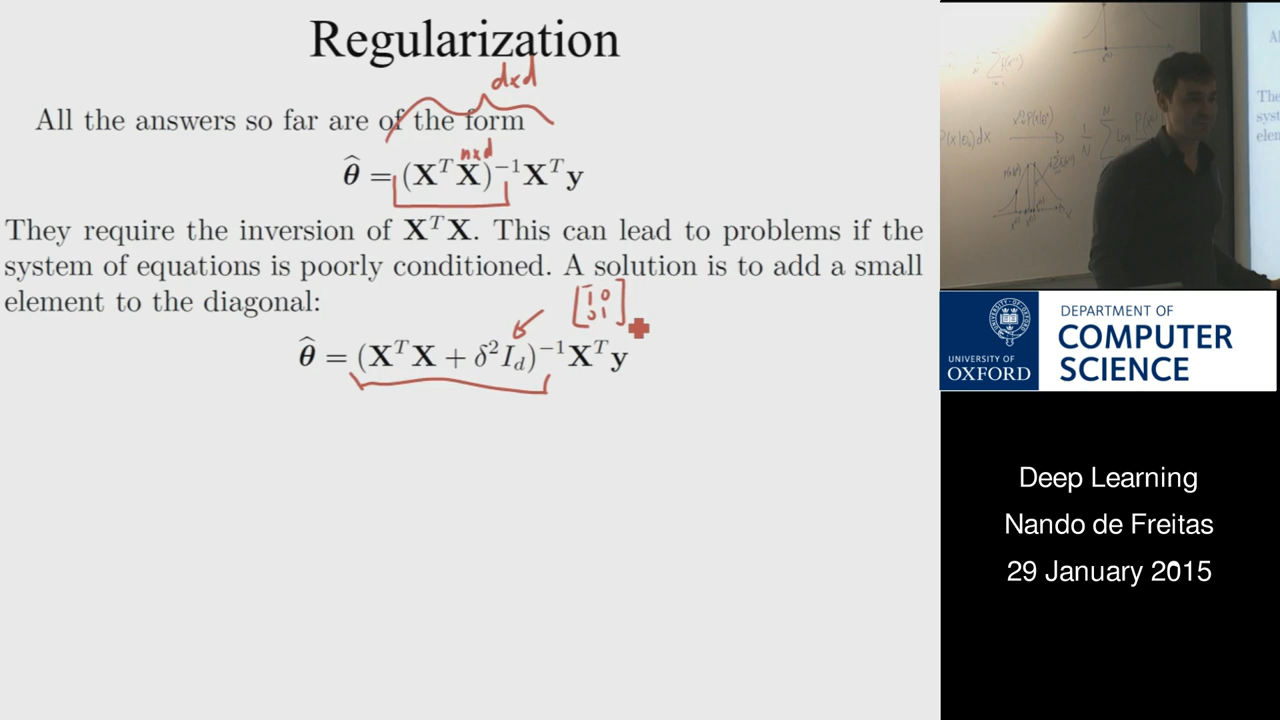 Regularization
dxd
All the answers so far are of the form
nxd
θ̂ = (XᵀX)⁻¹Xᵀy
They require the inversion of XᵀX. This can lead to problems if the
system of equations is poorly conditioned. A solution is to add a small
element to the diagonal:
[1 0
0 1]
θ̂ = (XᵀX + δ²I_d)⁻¹Xᵀy
UNIVERSITY OF
OXFORD
DEPARTMENT OF
COMPUTER
SCIENCE
Deep Learning
Nando de Freitas
29 January 2015